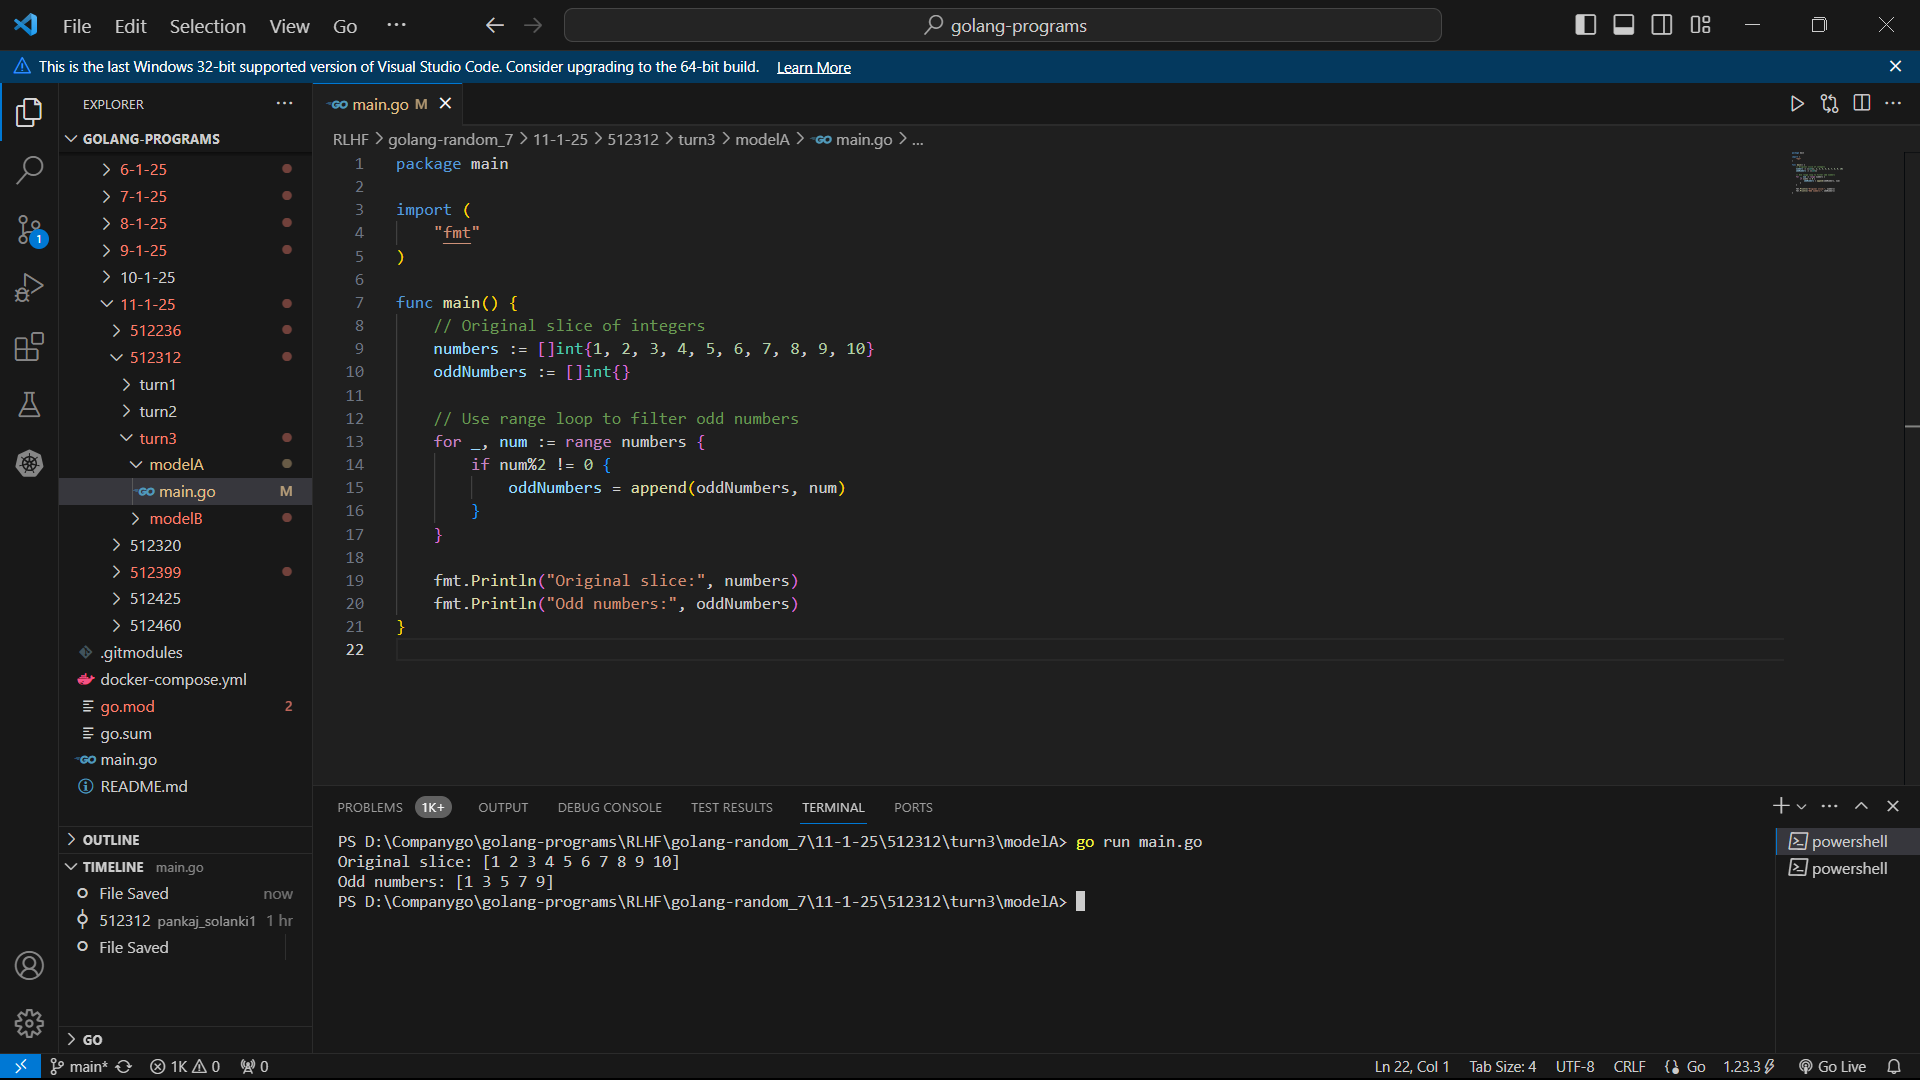 File Edit Selection View Go ···
golang-programs
This is the last Windows 32-bit supported version of Visual Studio Code. Consider upgrading to the 64-bit build. Learn More
EXPLORER
GOLANG-PROGRAMS
6-1-25
7-1-25
8-1-25
9-1-25
10-1-25
11-1-25
512236
512312
turn1
turn2
turn3
modelA
main.go M
modelB
512320
512399
512425
512460
.gitmodules
docker-compose.yml
go.mod 2
go.sum
main.go
README.md
OUTLINE
TIMELINE main.go
File Saved now
512312 pankaj_solanki1 1 hr
File Saved
GO
main.go M
RLHF > golang-random_7 > 11-1-25 > 512312 > turn3 > modelA > main.go > ...
1 package main
2
3 import (
4     "fmt"
5 )
6
7 func main() {
8     // Original slice of integers
9     numbers := []int{1, 2, 3, 4, 5, 6, 7, 8, 9, 10}
10     oddNumbers := []int{}
11
12     // Use range loop to filter odd numbers
13     for _, num := range numbers {
14         if num%2 != 0 {
15             oddNumbers = append(oddNumbers, num)
16         }
17     }
18
19     fmt.Println("Original slice:", numbers)
20     fmt.Println("Odd numbers:", oddNumbers)
21 }
22
PROBLEMS 1K+ OUTPUT DEBUG CONSOLE TEST RESULTS TERMINAL PORTS
PS D:\Companygo\golang-programs\RLHF\golang-random_7\11-1-25\512312\turn3\modelA> go run main.go
Original slice: [1 2 3 4 5 6 7 8 9 10]
Odd numbers: [1 3 5 7 9]
PS D:\Companygo\golang-programs\RLHF\golang-random_7\11-1-25\512312\turn3\modelA>
powershell
powershell
1
main* 1K 0 0
Ln 22, Col 1 Tab Size: 4 UTF-8 CRLF Go 1.23.3 Go Live